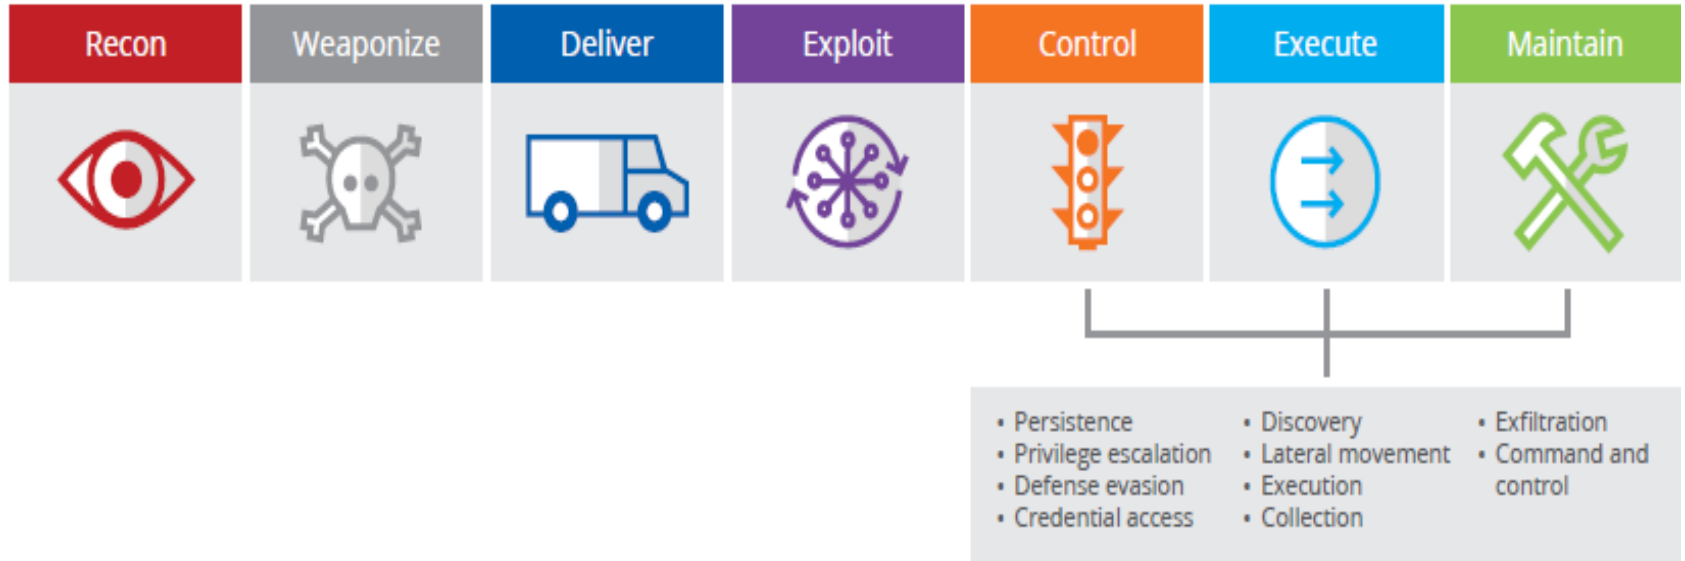 Recon
Weaponize
Deliver
Exploit
Control
Execute
Maintain
• Persistence
• Privilege escalation
• Defense evasion
• Credential access
• Discovery
• Lateral movement
• Execution
• Collection
• Exfiltration
• Command and
control